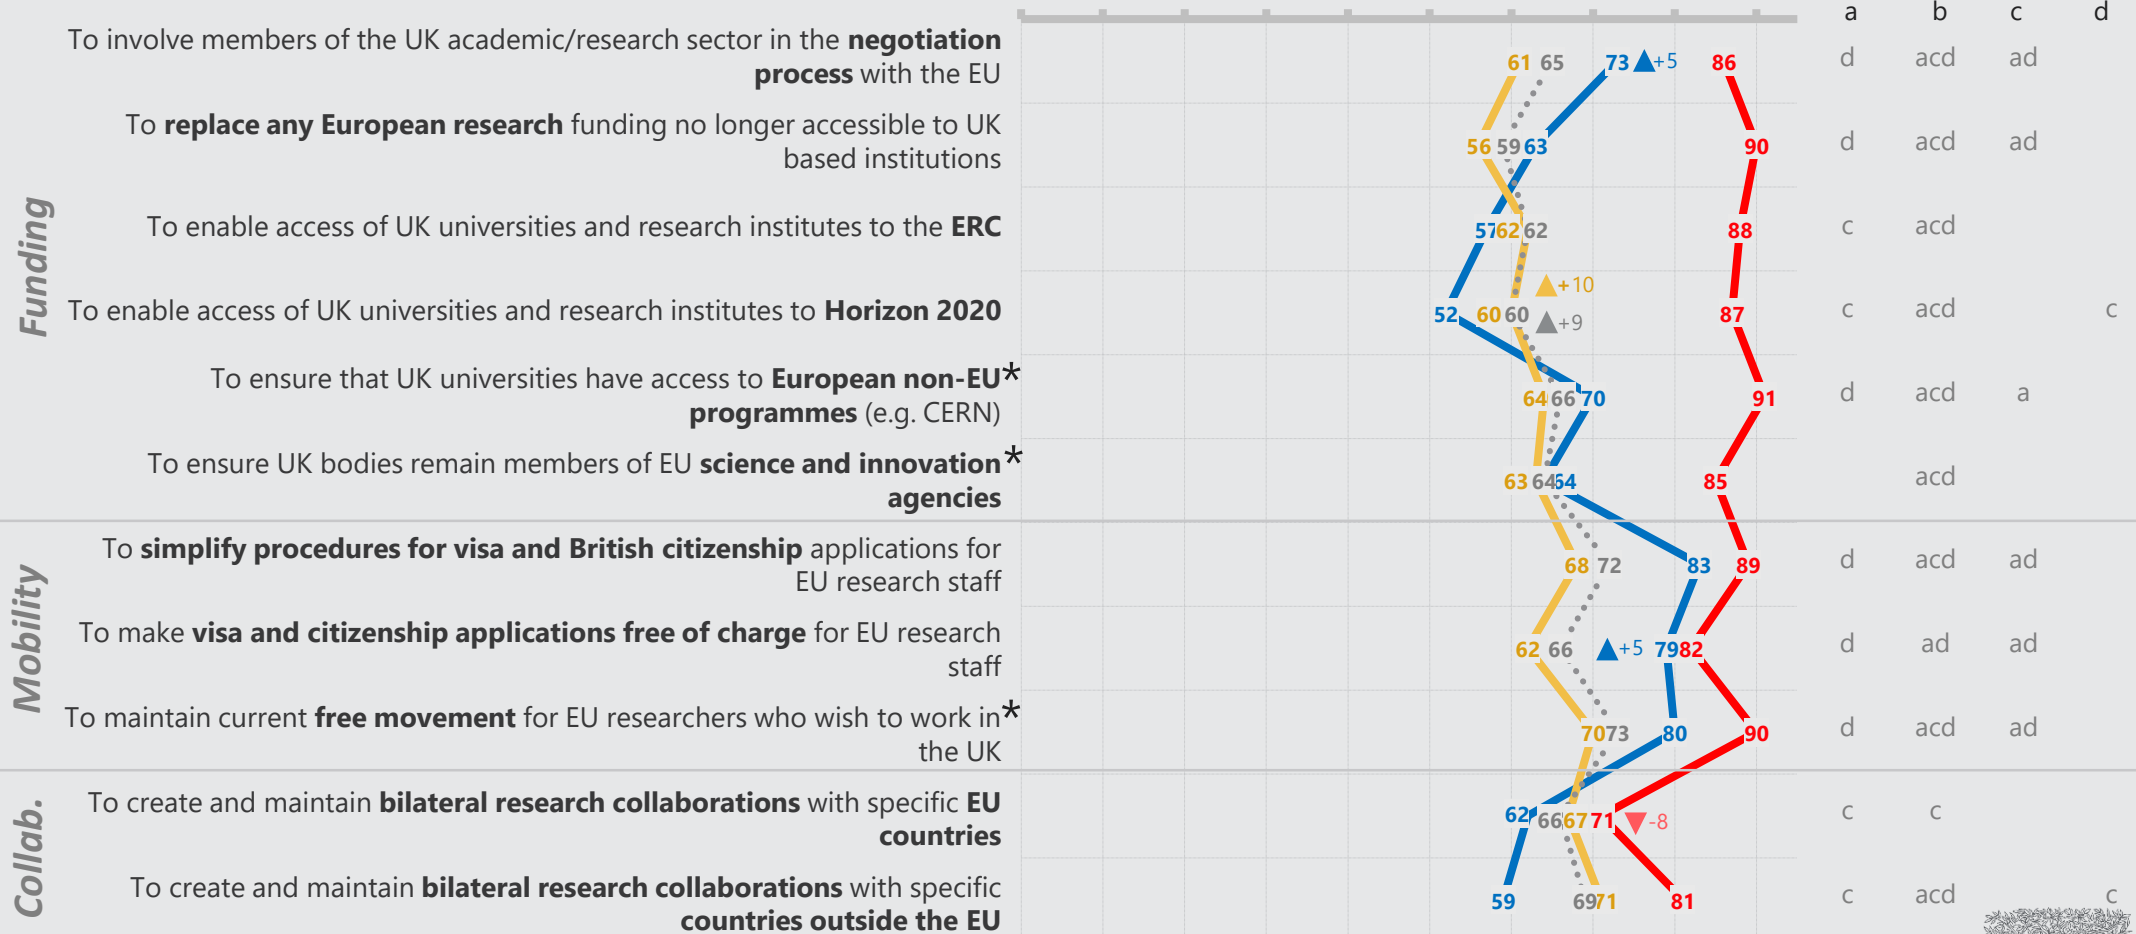 a b c d
To involve members of the UK academic/research sector in the negotiation
process with the EU
61 65 73 ▲+5 86 d acd ad
To replace any European research funding no longer accessible to UK
based institutions
56 59 63 90 d acd ad
Funding
To enable access of UK universities and research institutes to the ERC
57 62 62 88 c acd
▲+10
To enable access of UK universities and research institutes to Horizon 2020
52 60 60 ▲+9 87 c acd c
To ensure that UK universities have access to European non-EU*
programmes (e.g. CERN)
64 66 70 91 d acd a
To ensure UK bodies remain members of EU science and innovation*
agencies
63 64 64 85 acd
To simplify procedures for visa and British citizenship applications for
EU research staff
68 72 83 89 d acd ad
Mobility
To make visa and citizenship applications free of charge for EU research
staff
62 66 ▲+5 79 82 d ad ad
To maintain current free movement for EU researchers who wish to work in*
the UK
70 73 80 90 d acd ad
Collab.
To create and maintain bilateral research collaborations with specific EU
countries
62 66 67 71 ▼-8 c c
To create and maintain bilateral research collaborations with specific
countries outside the EU
59 69 71 81 c acd c